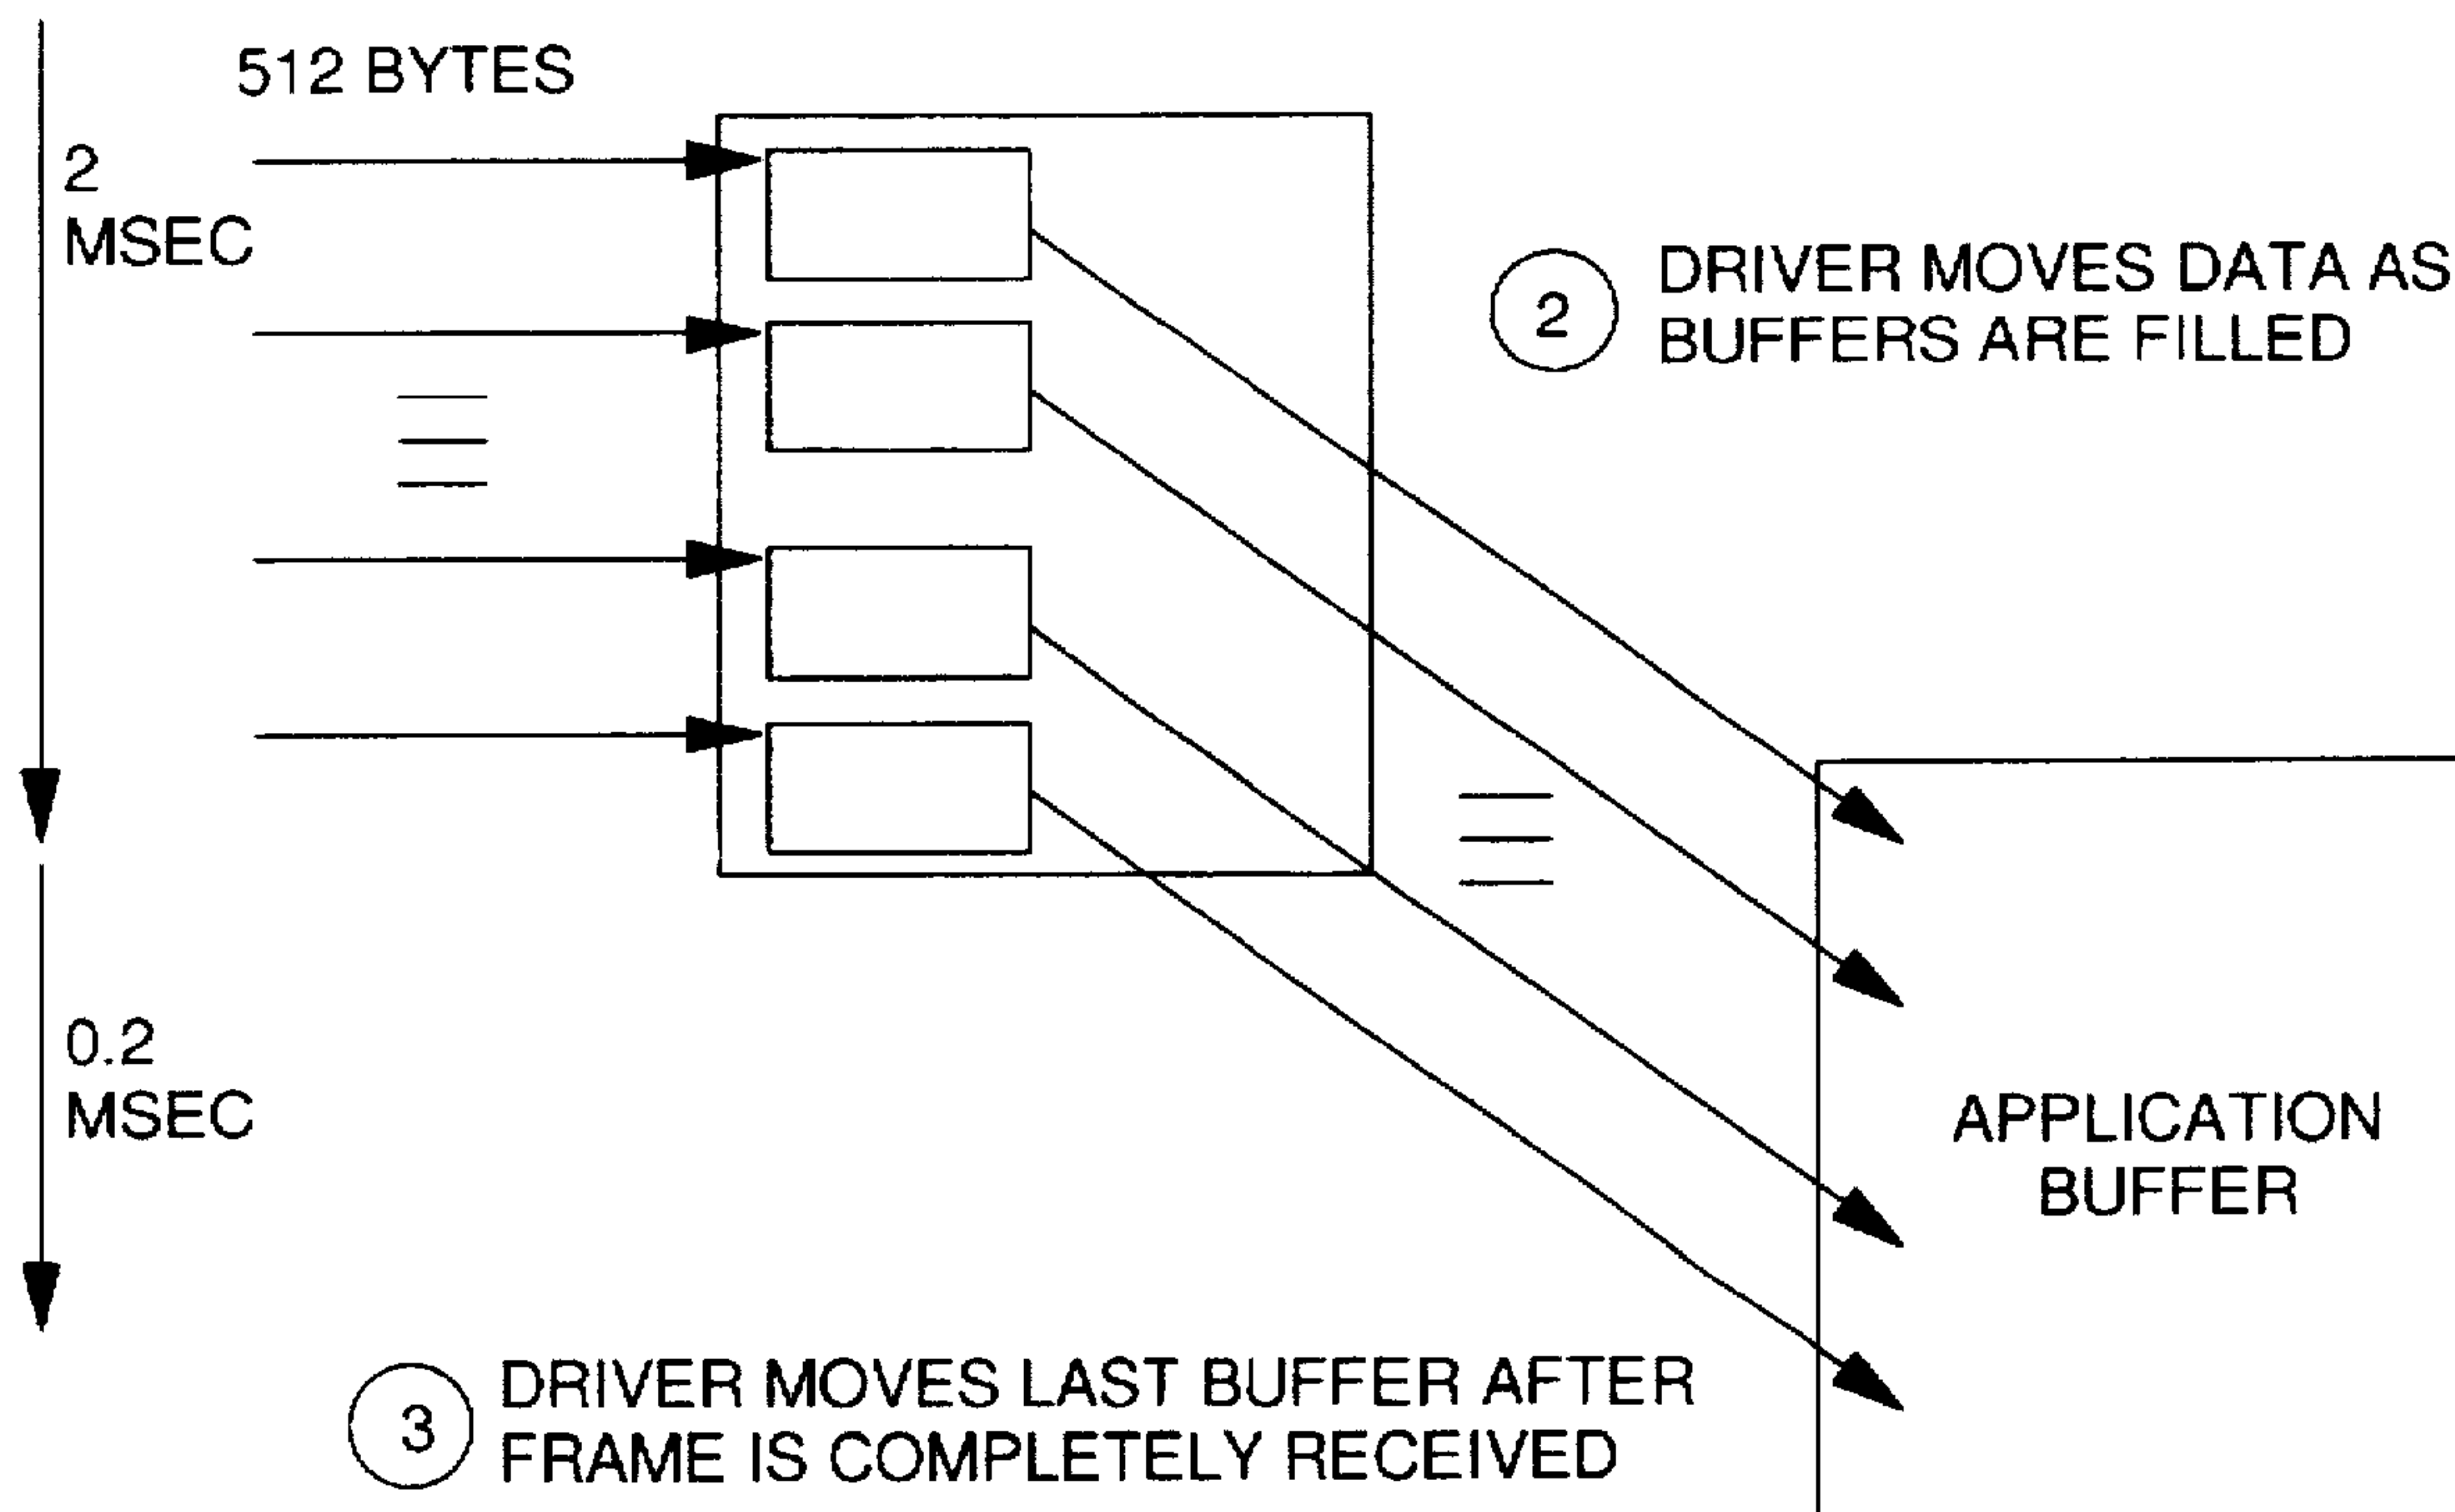 512 BYTES
2
MSEC
2
DRIVER MOVES DATA AS
BUFFERS ARE FILLED
0.2
MSEC
APPLICATION
BUFFER
3
DRIVER MOVES LAST BUFFER AFTER
FRAME IS COMPLETELY RECEIVED